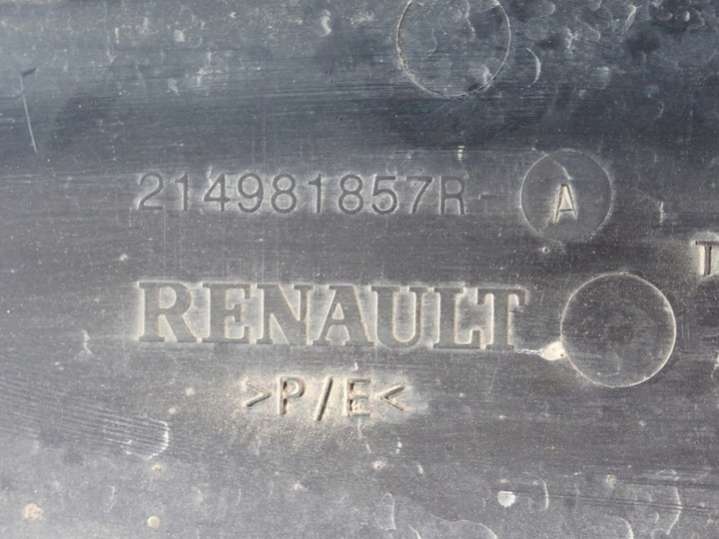 214981857R- A
T
RENAULT
>P/E<